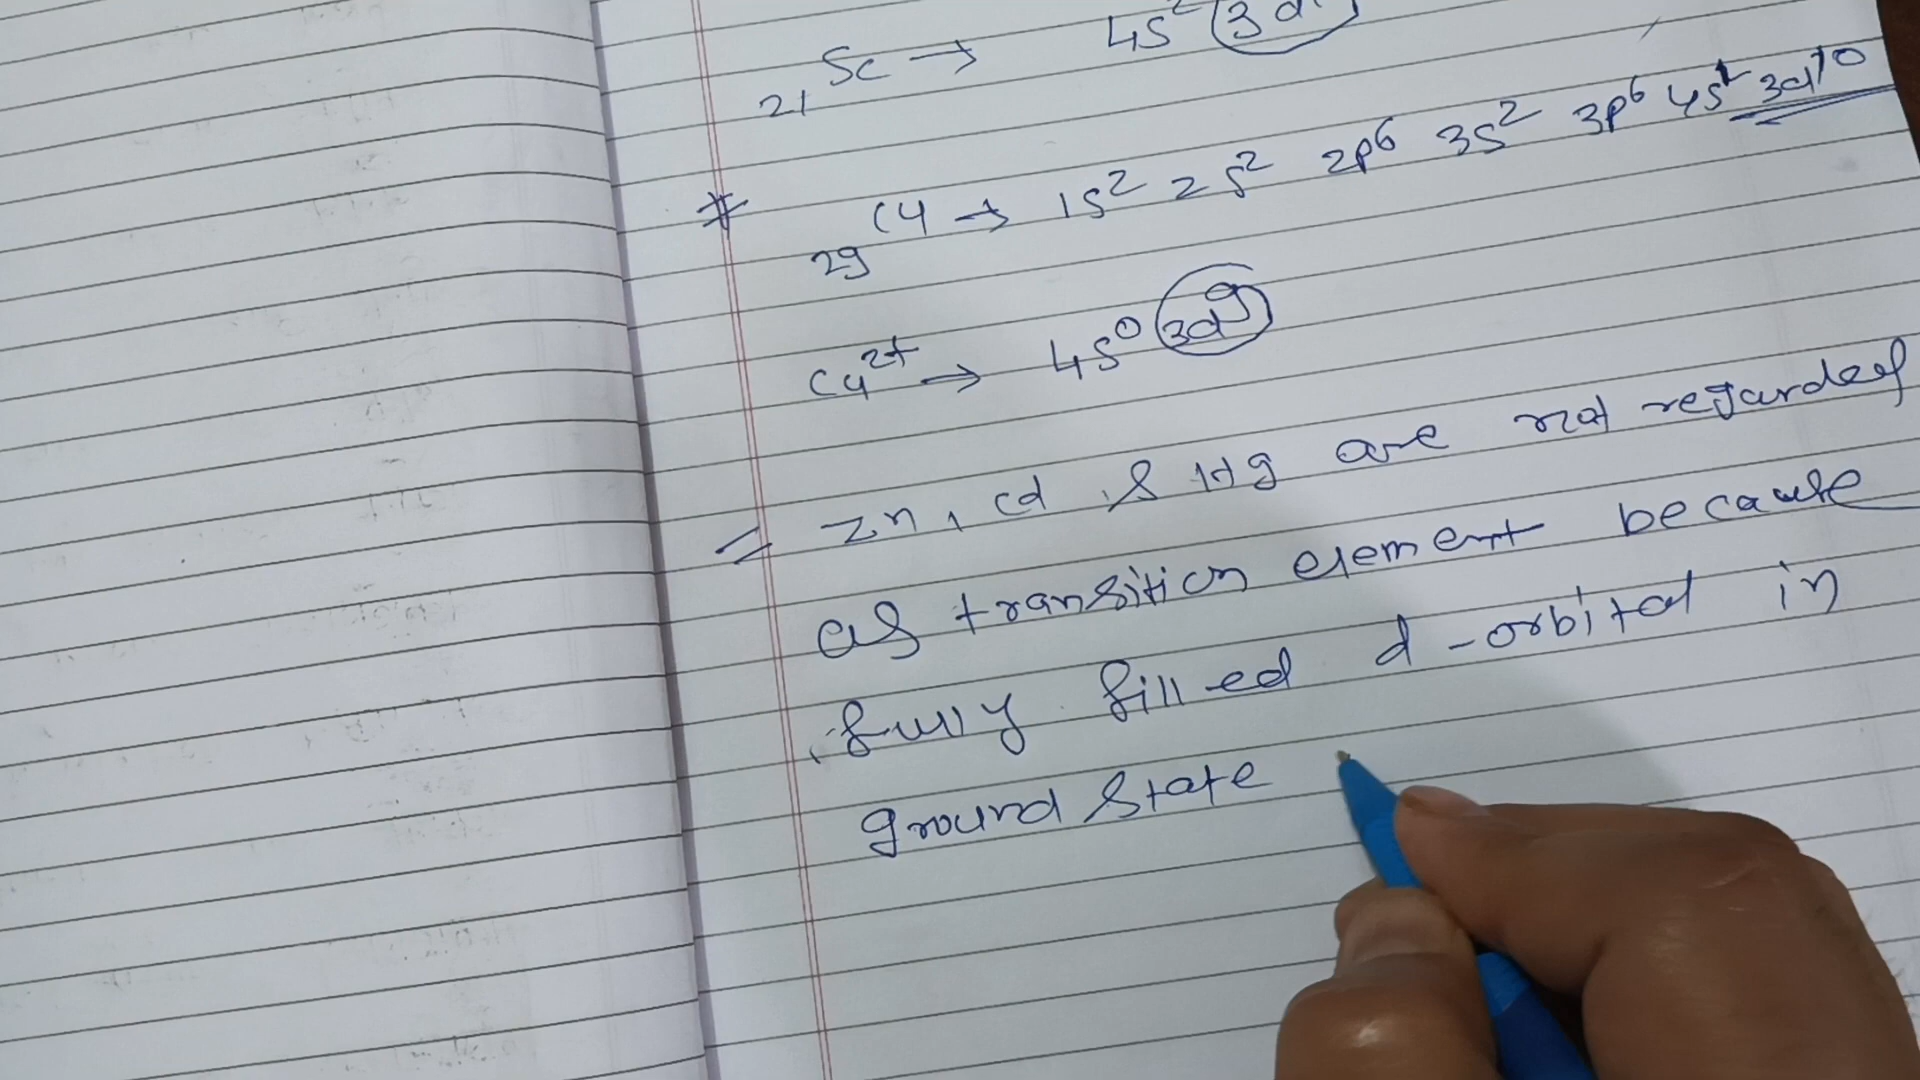 21Sc → 4s² 3d¹
* 29Cu → 1s² 2s² 2p⁶ 3s² 3p⁶ 4s¹ 3d¹⁰
Cu²⁺ → 4s⁰ 3d⁹
= Zn, Cd & Hg are not regarded
as transition element because
fully filled d-orbital in
ground state